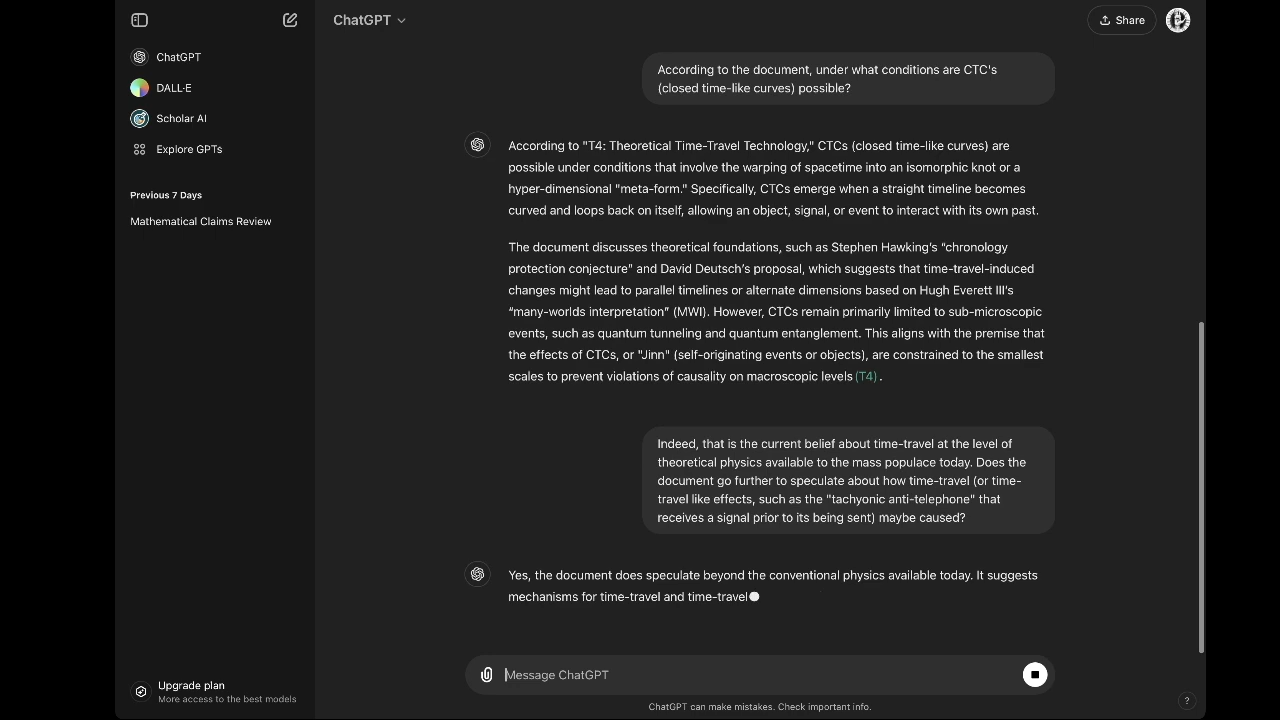 ChatGPT
Share
ChatGPT
DALL·E
Scholar AI
Explore GPTs
Previous 7 Days
Mathematical Claims Review
According to the document, under what conditions are CTC's
(closed time-like curves) possible?
According to "T4: Theoretical Time-Travel Technology," CTCs (closed time-like curves) are
possible under conditions that involve the warping of spacetime into an isomorphic knot or a
hyper-dimensional "meta-form." Specifically, CTCs emerge when a straight timeline becomes
curved and loops back on itself, allowing an object, signal, or event to interact with its own past.
The document discusses theoretical foundations, such as Stephen Hawking's “chronology
protection conjecture” and David Deutsch's proposal, which suggests that time-travel-induced
changes might lead to parallel timelines or alternate dimensions based on Hugh Everett III's
“many-worlds interpretation” (MWI). However, CTCs remain primarily limited to sub-microscopic
events, such as quantum tunneling and quantum entanglement. This aligns with the premise that
the effects of CTCs, or "Jinn" (self-originating events or objects), are constrained to the smallest
scales to prevent violations of causality on macroscopic levels (T4) .
Indeed, that is the current belief about time-travel at the level of
theoretical physics available to the mass populace today. Does the
document go further to speculate about how time-travel (or time-
travel like effects, such as the "tachyonic anti-telephone" that
receives a signal prior to its being sent) maybe caused?
Yes, the document does speculate beyond the conventional physics available today. It suggests
mechanisms for time-travel and time-travel
Message ChatGPT
Upgrade plan
More access to the best models
ChatGPT can make mistakes. Check important info.
?